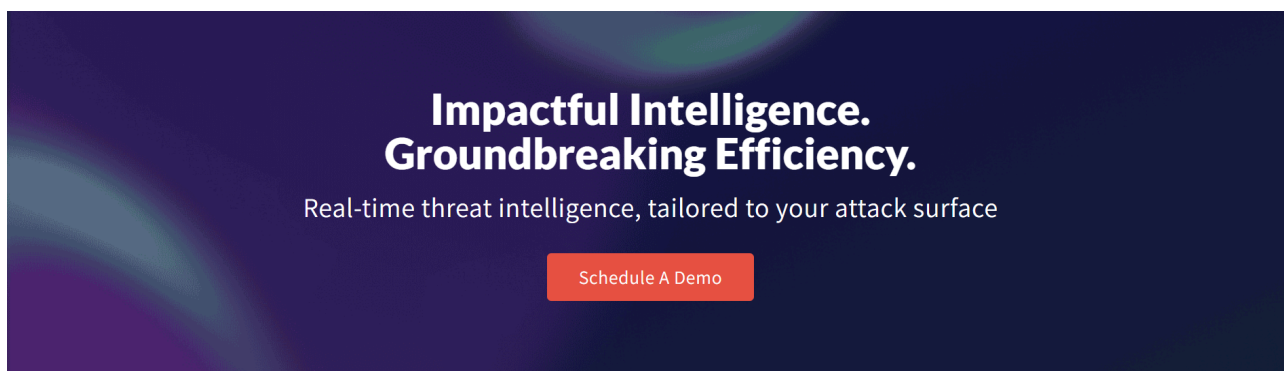 Impactful Intelligence.
Groundbreaking Efficiency.
Real-time threat intelligence, tailored to your attack surface
Schedule A Demo